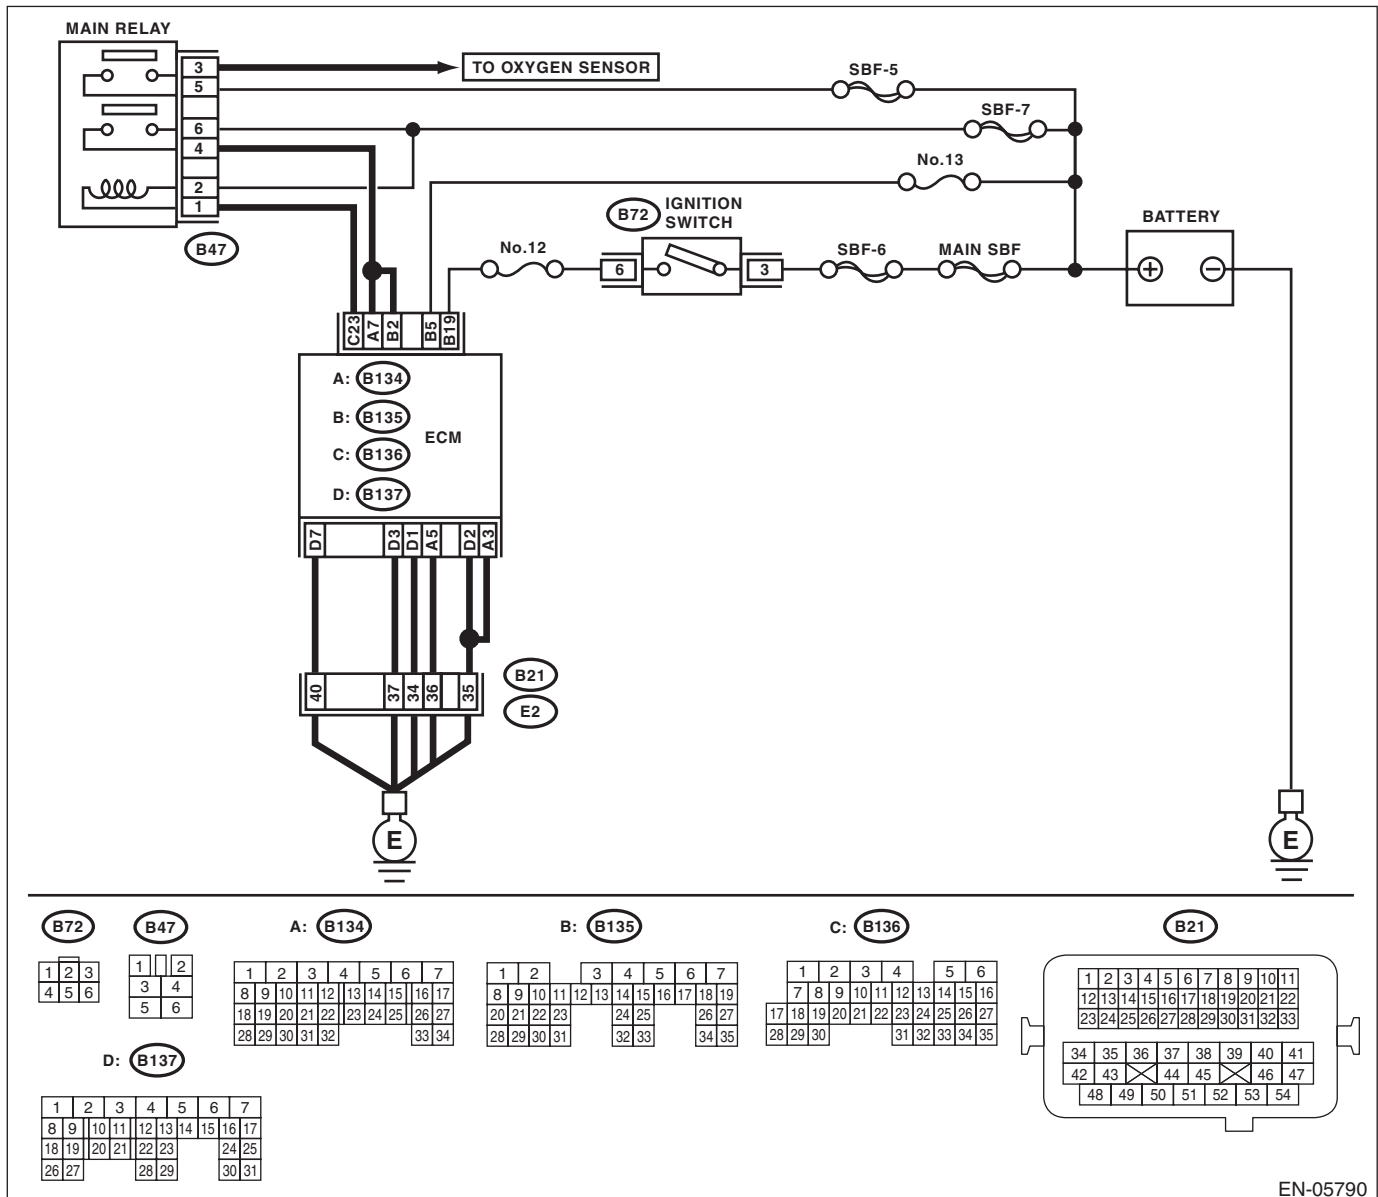 MAIN RELAY
3
TO OXYGEN SENSOR
5
SBF-5
6
SBF-7
4
No.13
2
1
B47
B72
IGNITION
SWITCH
BATTERY
No.12
6
3
SBF-6
MAIN SBF
+
−
C23
A7
B2
B5
B19
A: B134
B: B135
ECM
C: B136
D: B137
D7
D3
D1
A5
D2
A3
40
37
34
36
35
B21
E2
E
E
B72
1 2 3
4 5 6
B47
1 2
3 4
5 6
A: B134
1 2 3 4 5 6 7
8 9 10 11 12 13 14 15 16 17
18 19 20 21 22 23 24 25 26 27
28 29 30 31 32 33 34
B: B135
1 2 3 4 5 6 7
8 9 10 11 12 13 14 15 16 17 18 19
20 21 22 23 24 25 26 27
28 29 30 31 32 33 34 35
C: B136
1 2 3 4 5 6
7 8 9 10 11 12 13 14 15 16
17 18 19 20 21 22 23 24 25 26 27
28 29 30 31 32 33 34 35
B21
1 2 3 4 5 6 7 8 9 10 11
12 13 14 15 16 17 18 19 20 21 22
23 24 25 26 27 28 29 30 31 32 33
34 35 36 37 38 39 40 41
42 43 44 45 46 47
48 49 50 51 52 53 54
D: B137
1 2 3 4 5 6 7
8 9 10 11 12 13 14 15 16 17
18 19 20 21 22 23 24 25
26 27 28 29 30 31
EN-05790